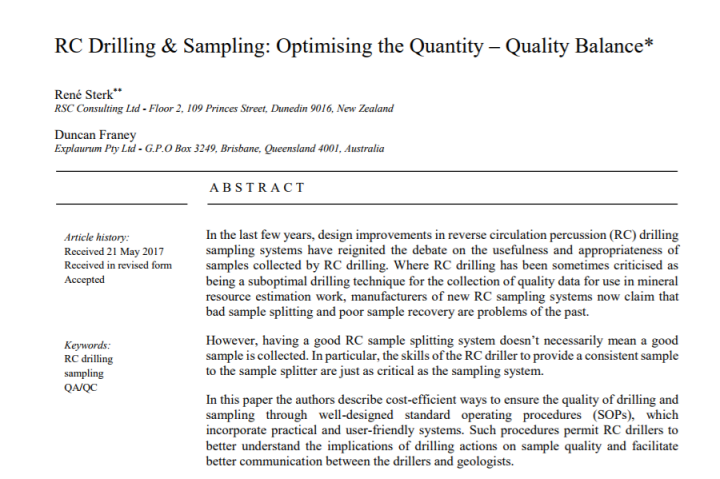 RC Drilling & Sampling: Optimising the Quantity – Quality Balance*
René Sterk**
RSC Consulting Ltd - Floor 2, 109 Princes Street, Dunedin 9016, New Zealand
Duncan Franey
Explaurum Pty Ltd - G.P.O Box 3249, Brisbane, Queensland 4001, Australia
ABSTRACT
Article history:
Received 21 May 2017
Received in revised form
Accepted
Keywords:
RC drilling
sampling
QA/QC
In the last few years, design improvements in reverse circulation percussion (RC) drilling
sampling systems have reignited the debate on the usefulness and appropriateness of
samples collected by RC drilling. Where RC drilling has been sometimes criticised as
being a suboptimal drilling technique for the collection of quality data for use in mineral
resource estimation work, manufacturers of new RC sampling systems now claim that
bad sample splitting and poor sample recovery are problems of the past.
However, having a good RC sample splitting system doesn't necessarily mean a good
sample is collected. In particular, the skills of the RC driller to provide a consistent sample
to the sample splitter are just as critical as the sampling system.
In this paper the authors describe cost-efficient ways to ensure the quality of drilling and
sampling through well-designed standard operating procedures (SOPs), which
incorporate practical and user-friendly systems. Such procedures permit RC drillers to
better understand the implications of drilling actions on sample quality and facilitate
better communication between the drillers and geologists.